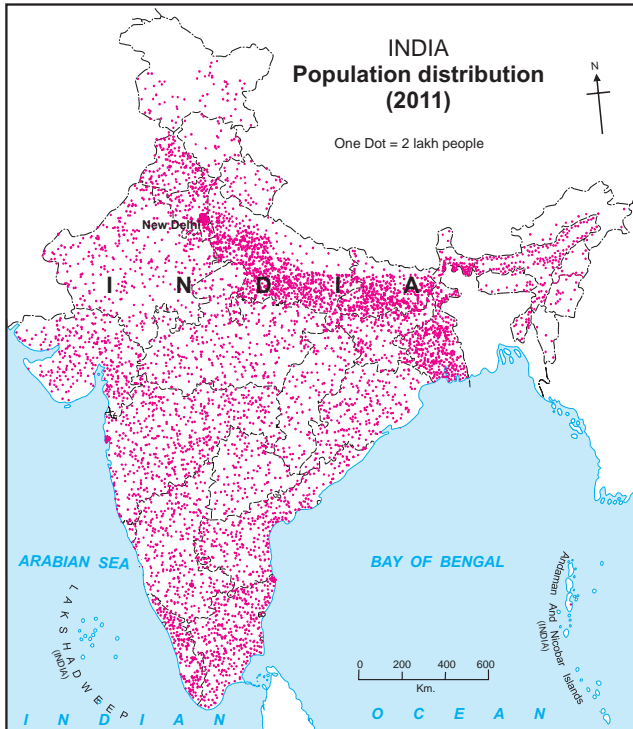 INDIA
Population distribution
(2011)
N
One Dot = 2 lakh people
New Delhi
I N D I A
ARABIAN SEA
BAY OF BENGAL
LAKSHADWEEP
(INDIA)
Andaman And Nicobar Islands
(INDIA)
0 200 400 600
Km.
I N D I A N
O C E A N